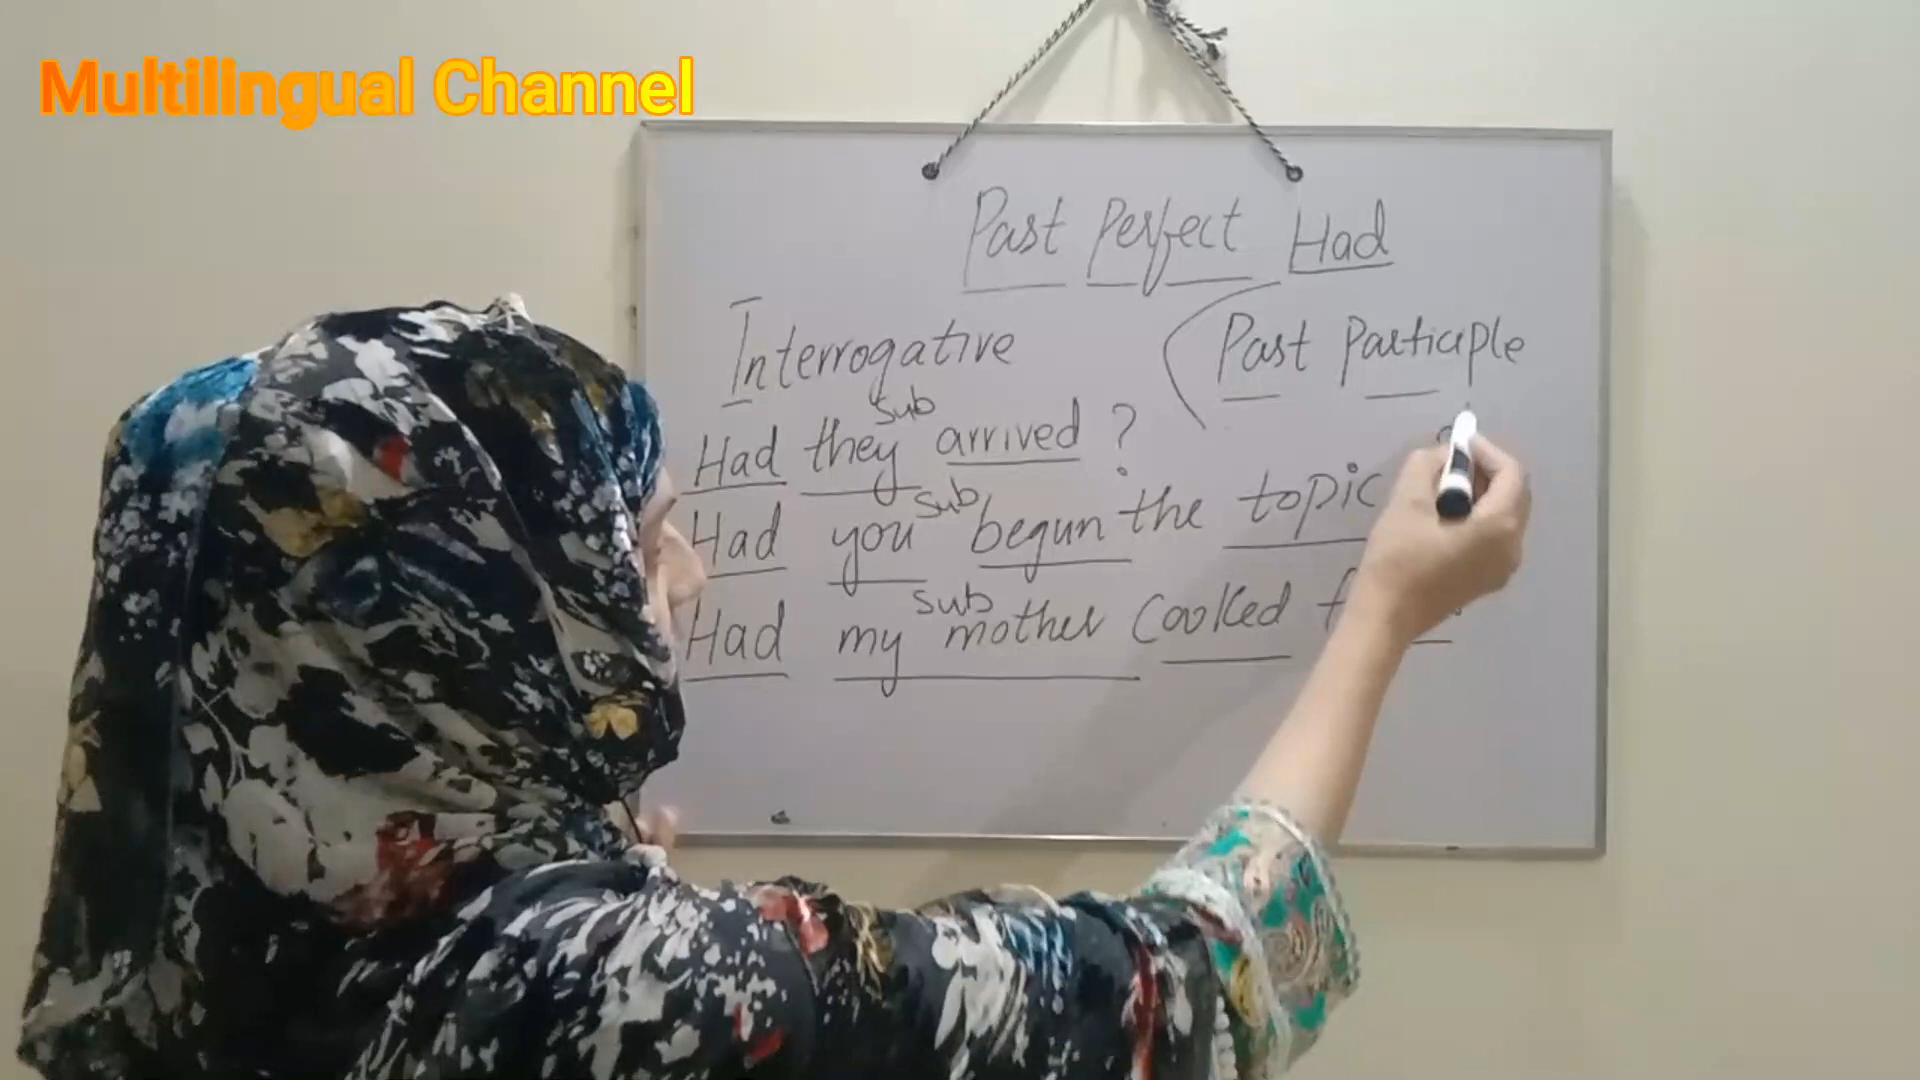 Multilingual Channel
Past Perfect Had
Interrogative
Past Participle
Sub
Had they arrived ?
Sub
Had you begun the topic
Sub
Had my mother Cooked